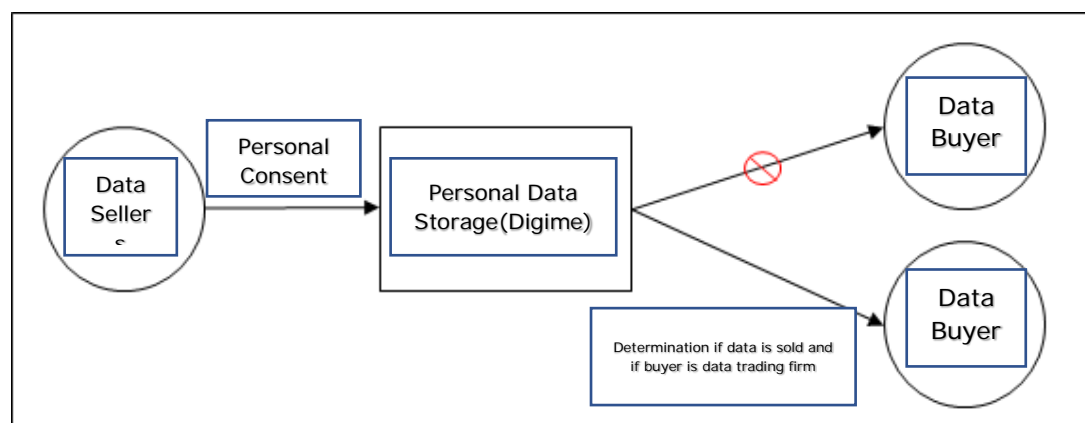 Personal
Consent
Data
Seller
s
Personal Data
Storage(Digime)
Data
Buyer
Data
Buyer
Determination if data is sold and
if buyer is data trading firm